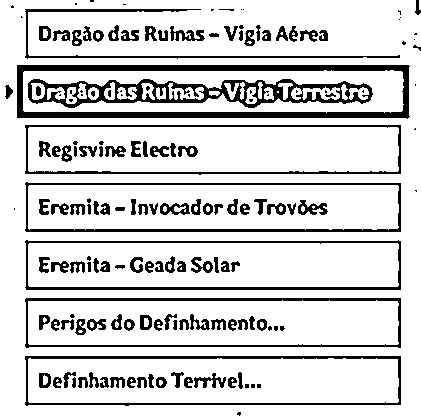 Dragão das Ruínas – Vigia Aérea
Dragão das Ruínas – Vigia Terrestre
Regisvine Electro
Eremita – Invocador de Trovões
Eremita – Geada Solar
Perigos do Definhamento...
Definhamento Terrível...